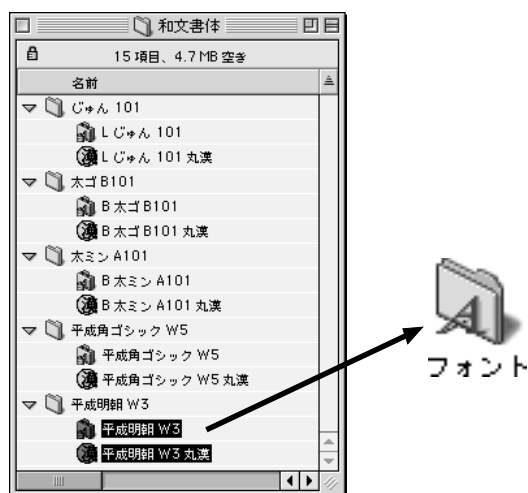 和文書体
15 項目、4.7 MB 空き
名前
じゅん 101
L じゅん 101
L じゅん 101 丸漢
太ゴ B101
B 太ゴ B101
B 太ゴ B101 丸漢
太ミン A101
B 太ミン A101
B 太ミン A101 丸漢
平成角ゴシック W5
平成角ゴシック W5
平成角ゴシック W5 丸漢
平成明朝 W3
平成明朝 W3
平成明朝 W3 丸漢
フォント